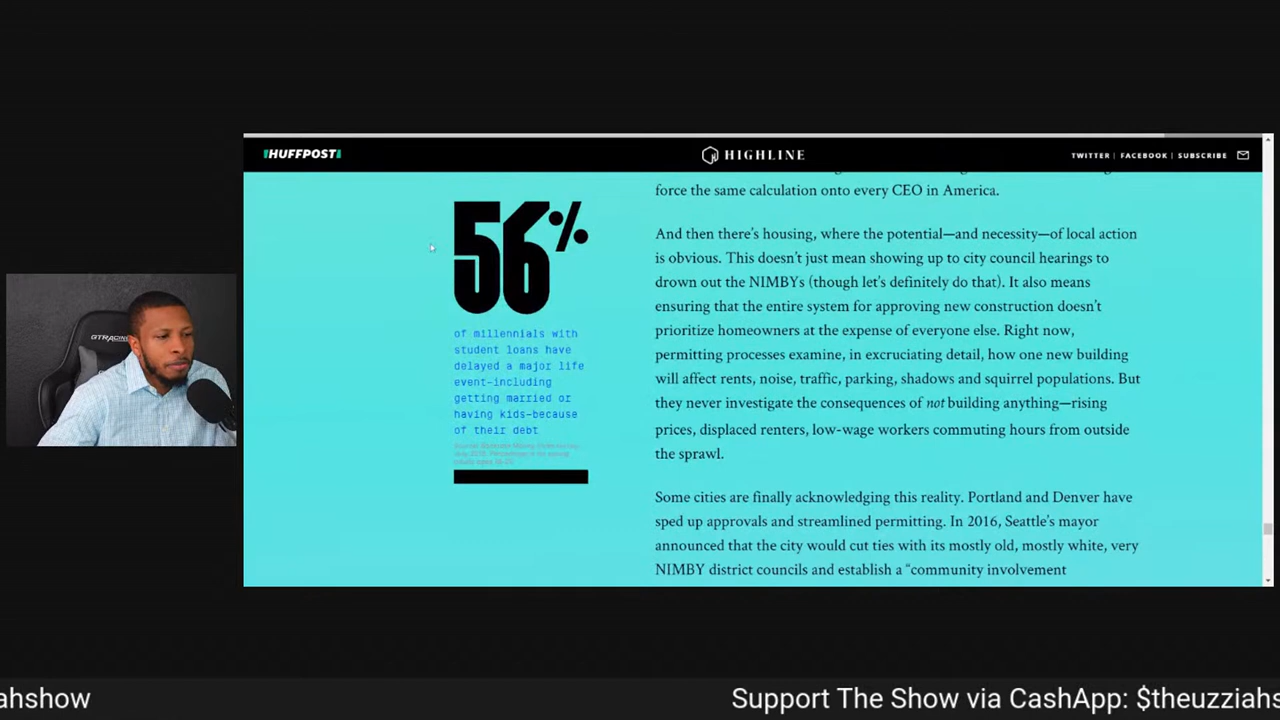 HUFFPOST
HIGHLINE
TWITTER | FACEBOOK | SUBSCRIBE
force the same calculation onto every CEO in America.
56%
of millennials with
student loans have
delayed a major life
event—including
getting married or
having kids—because
of their debt
And then there's housing, where the potential—and necessity—of local action
is obvious. This doesn't just mean showing up to city council hearings to
drown out the NIMBYs (though let's definitely do that). It also means
ensuring that the entire system for approving new construction doesn't
prioritize homeowners at the expense of everyone else. Right now,
permitting processes examine, in excruciating detail, how one new building
will affect rents, noise, traffic, parking, shadows and squirrel populations. But
they never investigate the consequences of not building anything—rising
prices, displaced renters, low-wage workers commuting hours from outside
the sprawl.
Some cities are finally acknowledging this reality. Portland and Denver have
sped up approvals and streamlined permitting. In 2016, Seattle's mayor
announced that the city would cut ties with its mostly old, mostly white, very
NIMBY district councils and establish a “community involvement
GTRACING
ahshow
Support The Show via CashApp: $theuzziahs